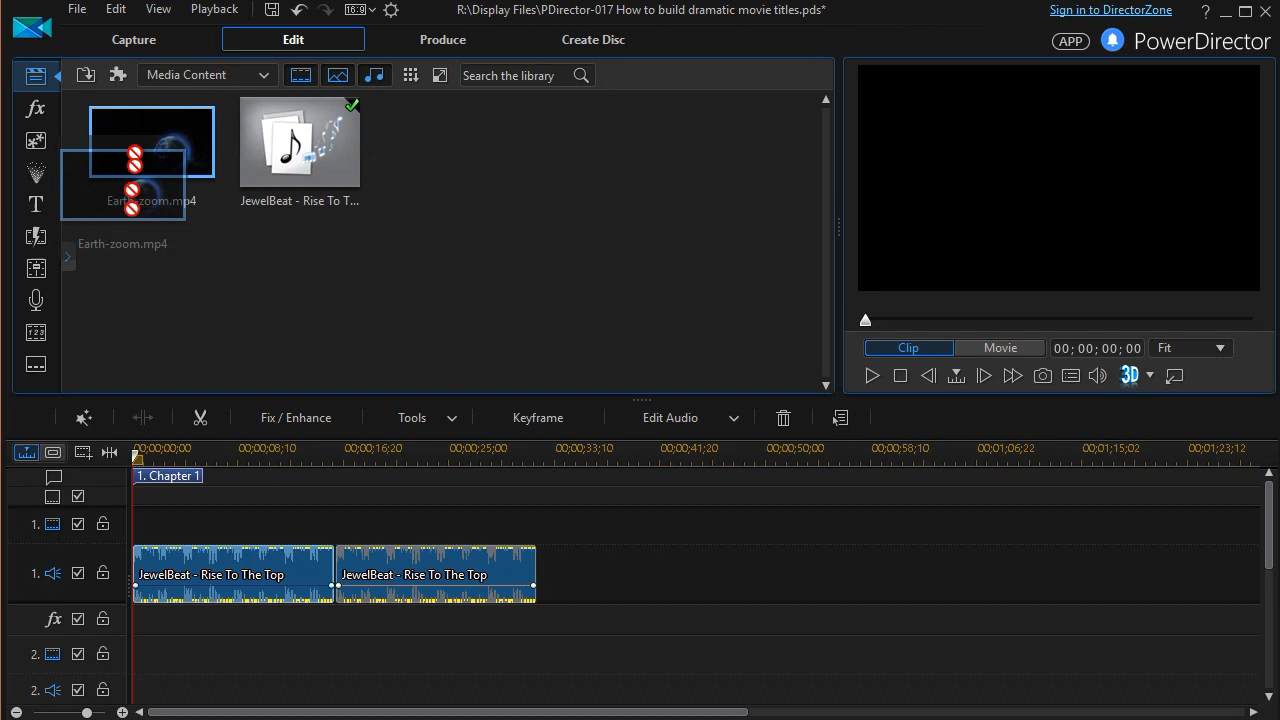 File Edit View Playback 16:9 R:\Display Files\PDirector-017 How to build dramatic movie titles.pds* Sign in to DirectorZone ?
Capture Edit Produce Create Disc APP PowerDirector
Media Content Search the library
fx
T
Earth-zoom.mp4 JewelBeat - Rise To T...
Earth-zoom.mp4
1 2 3
Clip Movie 00; 00; 00; 00 Fit
3D
Fix / Enhance Tools Keyframe Edit Audio
00;00;00;00 00;00;08;10 00;00;16;20 00;00;25;00 00;00;33;10 00;00;41;20 00;00;50;00 00;00;58;10 00;01;06;22 00;01;15;02 00;01;23;12
1. Chapter 1
1.
1. JewelBeat - Rise To The Top JewelBeat - Rise To The Top
fx
2.
2.